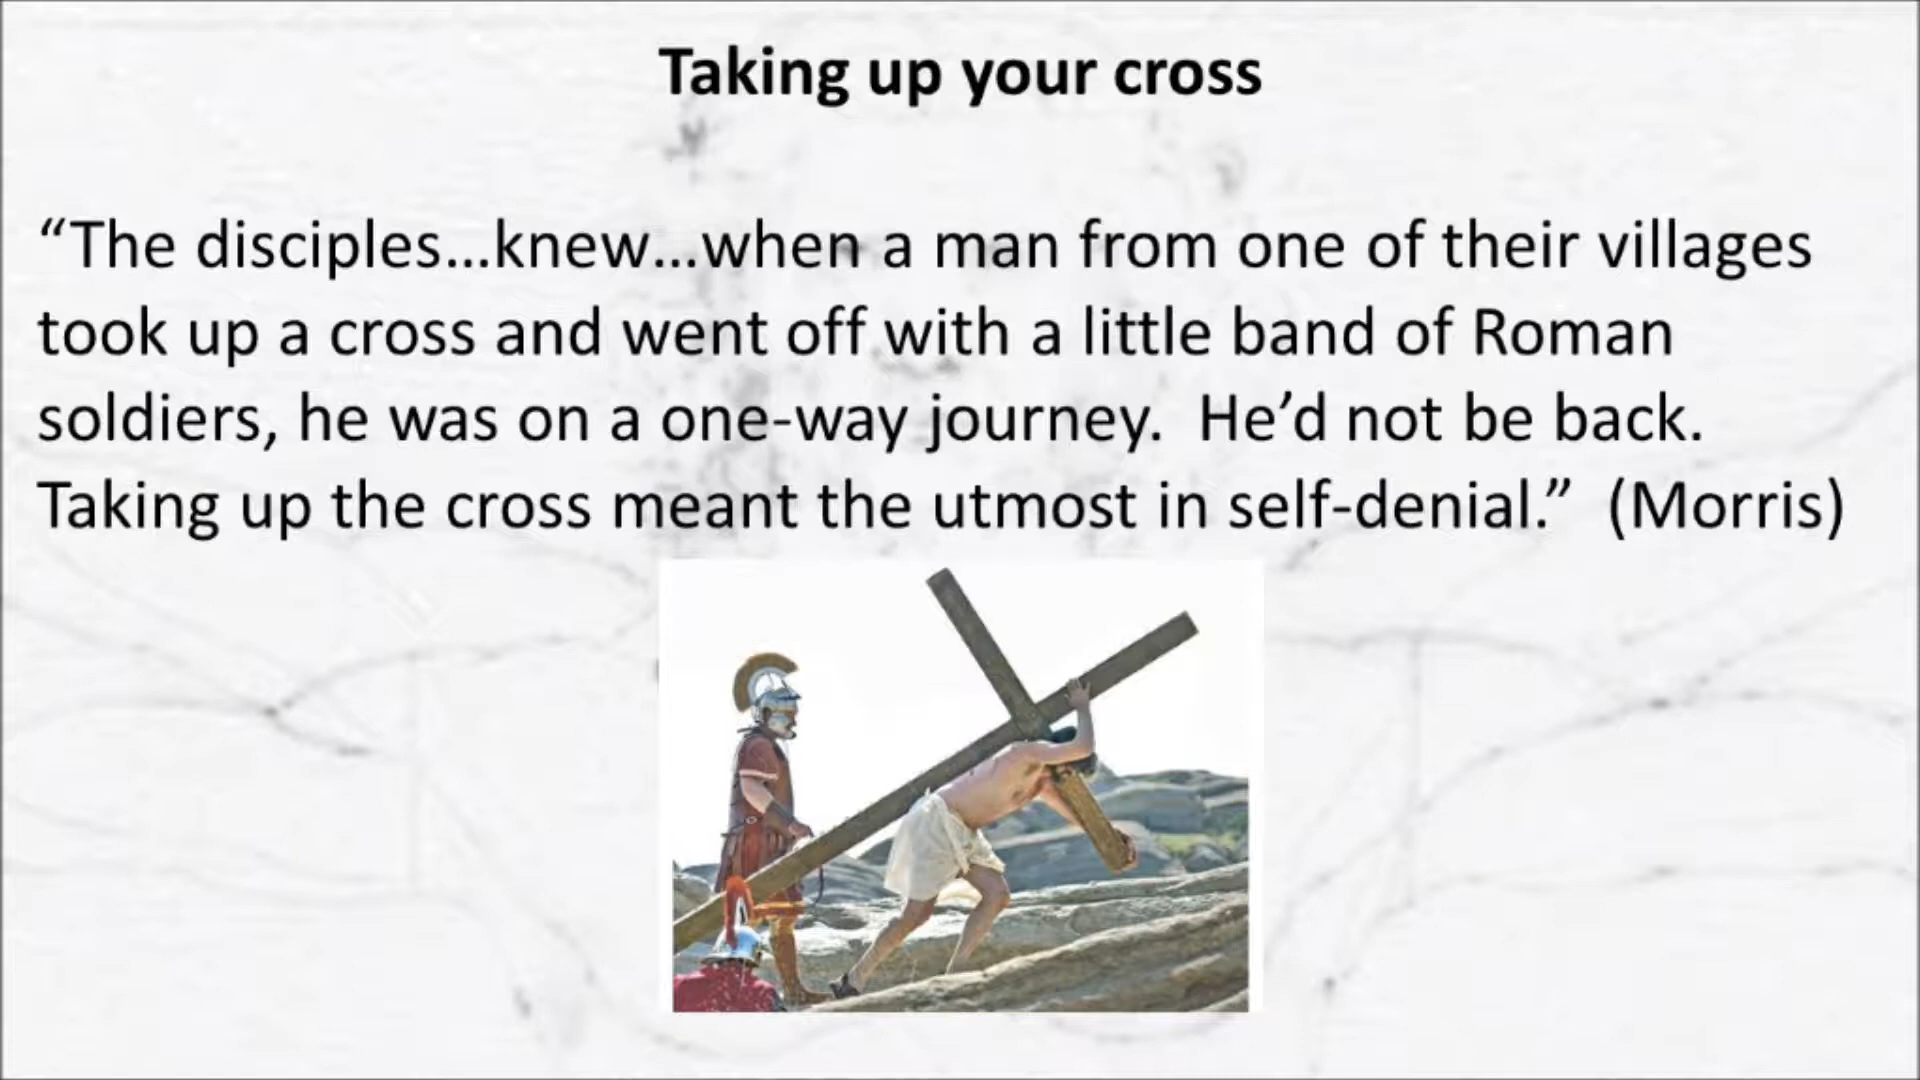 Taking up your cross
“The disciples...knew...when a man from one of their villages
took up a cross and went off with a little band of Roman
soldiers, he was on a one-way journey.  He’d not be back.
Taking up the cross meant the utmost in self-denial.”  (Morris)